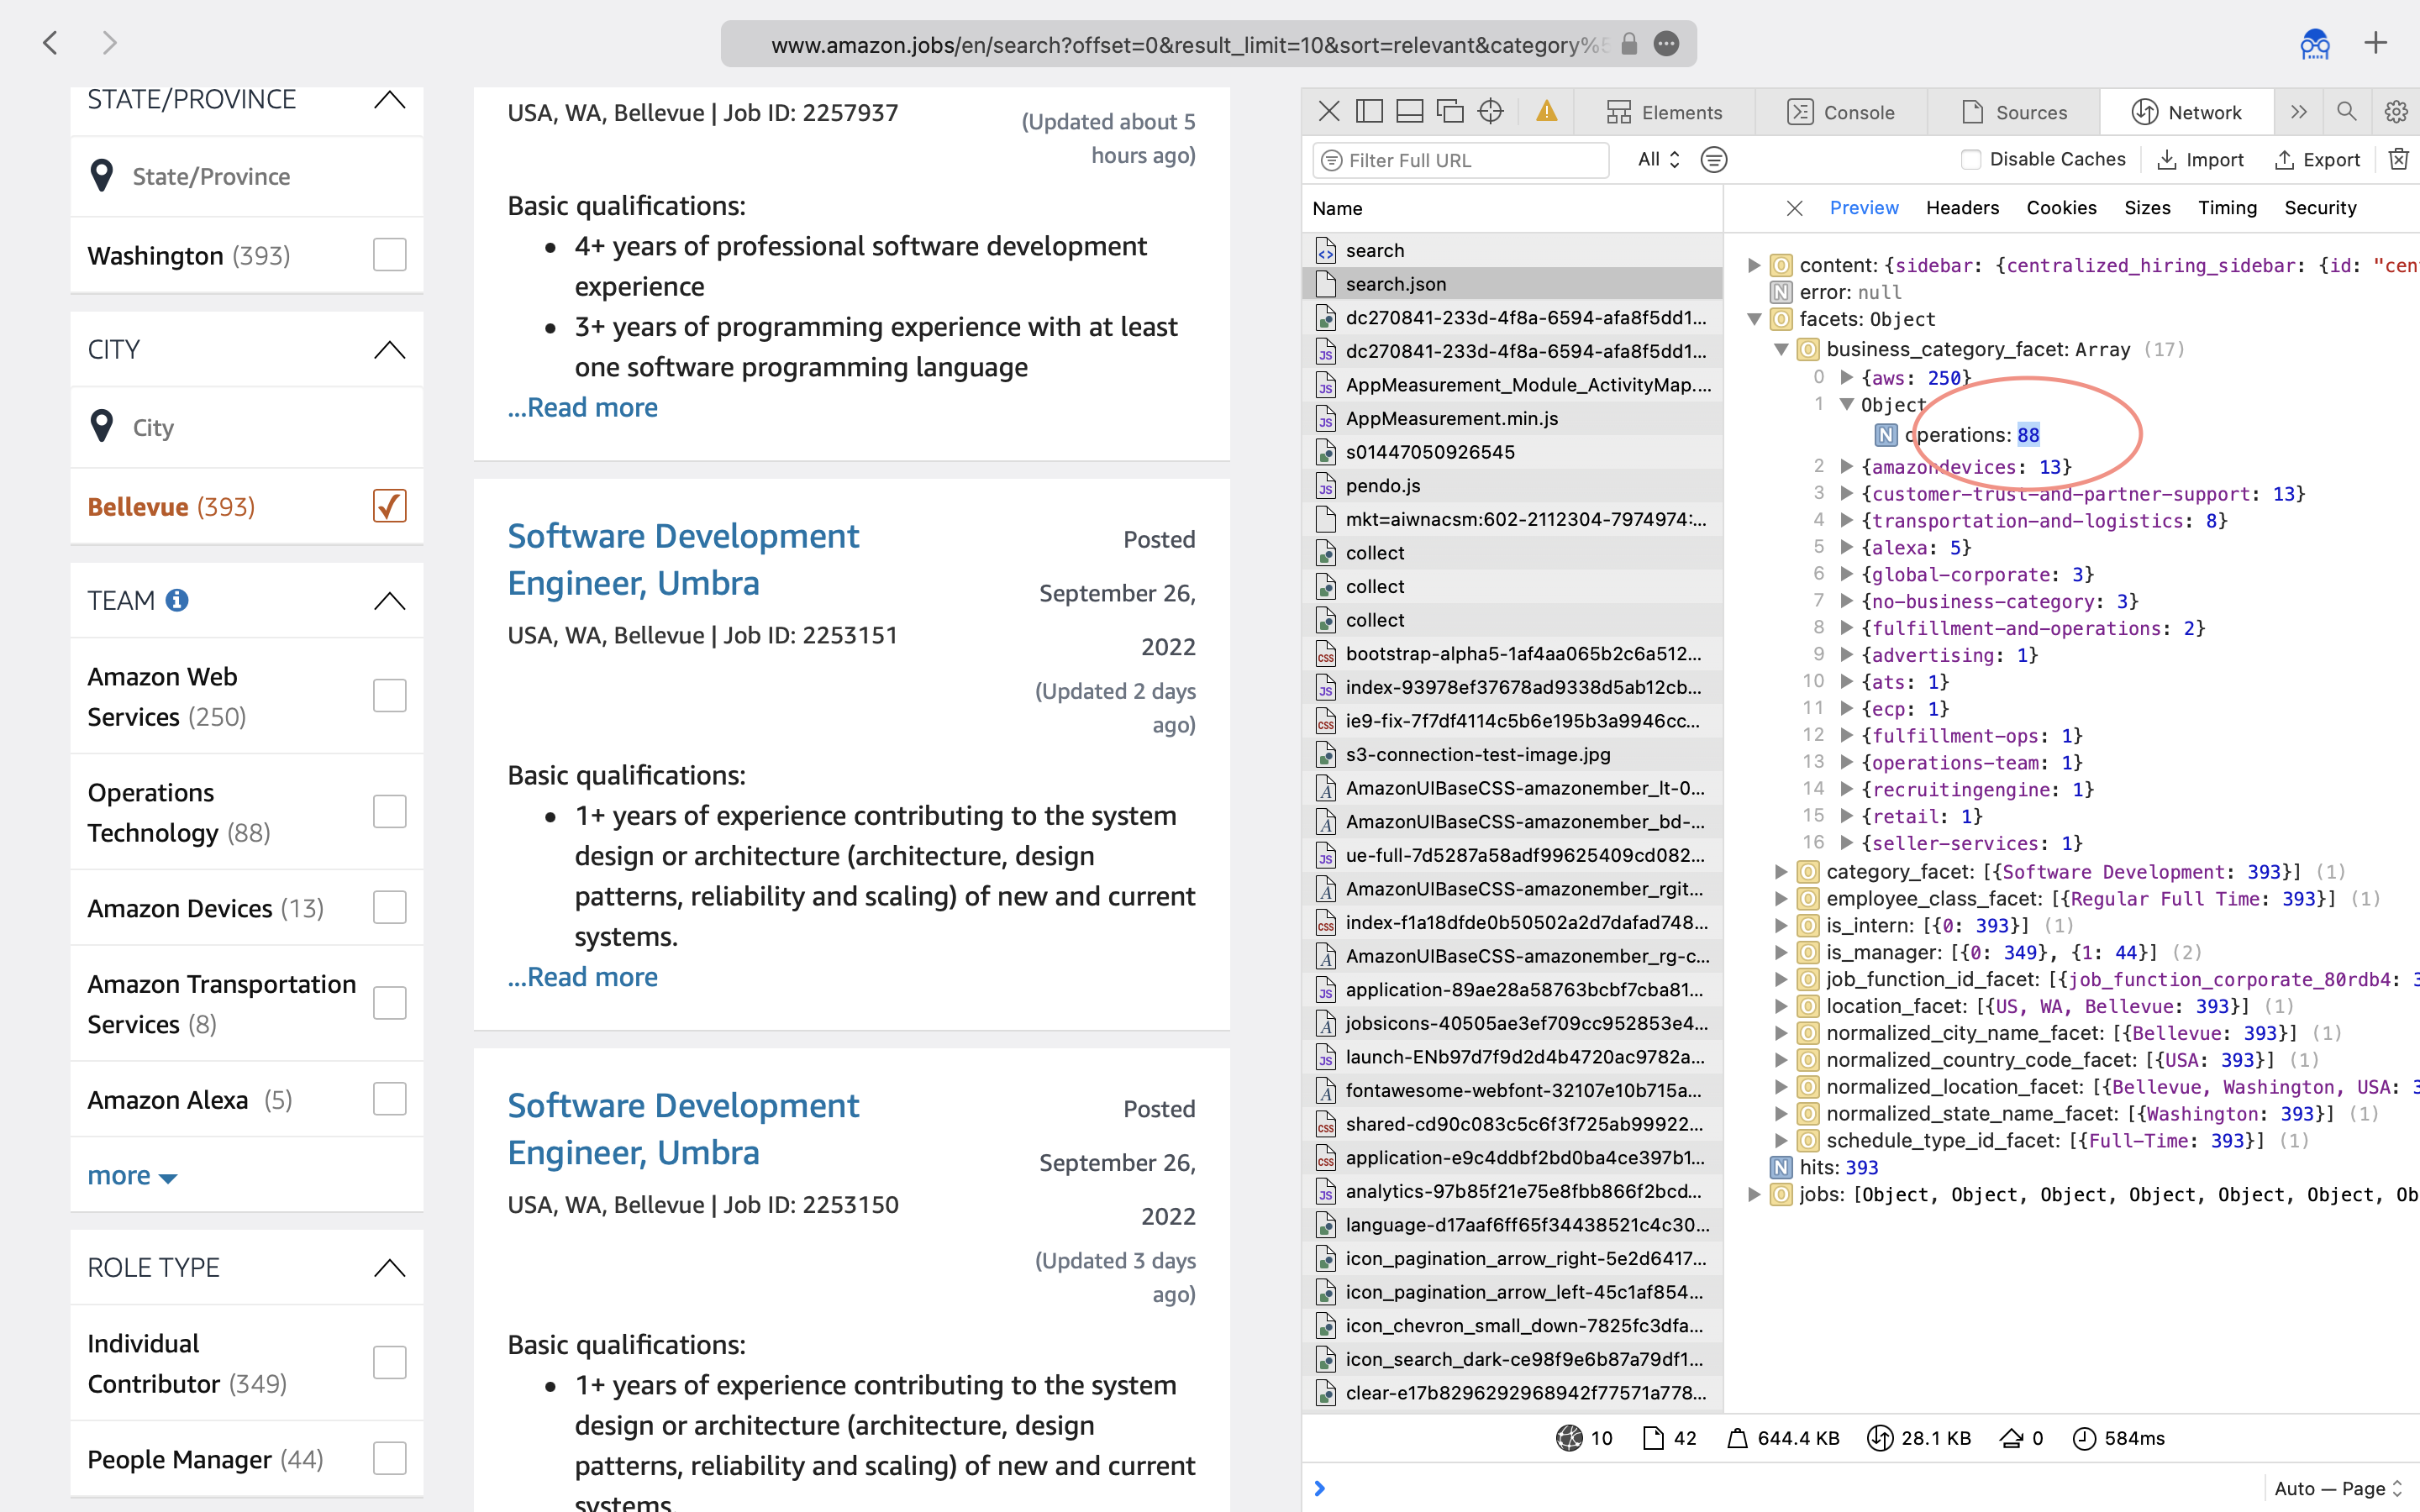 www.amazon.jobs/en/search?offset=0&result_limit=10&sort=relevant&category%5
STATE/PROVINCE
State/Province
Washington (393)
CITY
City
Bellevue (393)
TEAM
Amazon Web
Services (250)
Operations
Technology (88)
Amazon Devices (13)
Amazon Transportation
Services (8)
Amazon Alexa (5)
more
ROLE TYPE
Individual
Contributor (349)
People Manager (44)
USA, WA, Bellevue | Job ID: 2257937
(Updated about 5
hours ago)
Basic qualifications:
• 4+ years of professional software development
experience
• 3+ years of programming experience with at least
one software programming language
...Read more
Software Development
Engineer, Umbra
USA, WA, Bellevue | Job ID: 2253151
Posted
September 26,
2022
(Updated 2 days
ago)
Basic qualifications:
• 1+ years of experience contributing to the system
design or architecture (architecture, design
patterns, reliability and scaling) of new and current
systems.
...Read more
Software Development
Engineer, Umbra
USA, WA, Bellevue | Job ID: 2253150
Posted
September 26,
2022
(Updated 3 days
ago)
Basic qualifications:
• 1+ years of experience contributing to the system
design or architecture (architecture, design
patterns, reliability and scaling) of new and current
systems.
Elements
Console
Sources
Network
Filter Full URL
All
Disable Caches
Import
Export
Name
search
search.json
dc270841-233d-4f8a-6594-afa8f5dd1...
dc270841-233d-4f8a-6594-afa8f5dd1...
AppMeasurement_Module_ActivityMap....
AppMeasurement.min.js
s01447050926545
pendo.js
mkt=aiwnacsm:602-2112304-7974974:...
collect
collect
collect
bootstrap-alpha5-1af4aa065b2c6a512...
index-93978ef37678ad9338d5ab12cb...
ie9-fix-7f7df4114c5b6e195b3a9946cc...
s3-connection-test-image.jpg
AmazonUIBaseCSS-amazonember_lt-0...
AmazonUIBaseCSS-amazonember_bd-...
ue-full-7d5287a58adf99625409cd082...
AmazonUIBaseCSS-amazonember_rgit...
index-f1a18dfde0b50502a2d7dafad748...
AmazonUIBaseCSS-amazonember_rg-c...
application-89ae28a58763bcbf7cba81...
jobsicons-40505ae3ef709cc952853e4...
launch-ENb97d7f9d2d4b4720ac9782a...
fontawesome-webfont-32107e10b715a...
shared-cd90c083c5c6f3f725ab99922...
application-e9c4ddbf2bd0ba4ce397b1...
analytics-97b85f21e75e8fbb866f2bcd...
language-d17aaf6ff65f34438521c4c30...
icon_pagination_arrow_right-5e2d6417...
icon_pagination_arrow_left-45c1af854...
icon_chevron_small_down-7825fc3dfa...
icon_search_dark-ce98f9e6b87a79df1...
clear-e17b8296292968942f77571a778...
Preview
Headers
Cookies
Sizes
Timing
Security
O content: {sidebar: {centralized_hiring_sidebar: {id: "cen
N error: null
O facets: Object
O business_category_facet: Array (17)
0 {aws: 250}
1 Object
N operations: 88
2 {amazondevices: 13}
3 {customer-trust-and-partner-support: 13}
4 {transportation-and-logistics: 8}
5 {alexa: 5}
6 {global-corporate: 3}
7 {no-business-category: 3}
8 {fulfillment-and-operations: 2}
9 {advertising: 1}
10 {ats: 1}
11 {ecp: 1}
12 {fulfillment-ops: 1}
13 {operations-team: 1}
14 {recruitingengine: 1}
15 {retail: 1}
16 {seller-services: 1}
O category_facet: [{Software Development: 393}] (1)
O employee_class_facet: [{Regular Full Time: 393}] (1)
O is_intern: [{0: 393}] (1)
O is_manager: [{0: 349}, {1: 44}] (2)
O job_function_id_facet: [{job_function_corporate_80rdb4: 3
O location_facet: [{US, WA, Bellevue: 393}] (1)
O normalized_city_name_facet: [{Bellevue: 393}] (1)
O normalized_country_code_facet: [{USA: 393}] (1)
O normalized_location_facet: [{Bellevue, Washington, USA: 3
O normalized_state_name_facet: [{Washington: 393}] (1)
O schedule_type_id_facet: [{Full-Time: 393}] (1)
N hits: 393
O jobs: [Object, Object, Object, Object, Object, Object, Ob
10
42
644.4 KB
28.1 KB
0
584ms
Auto — Page